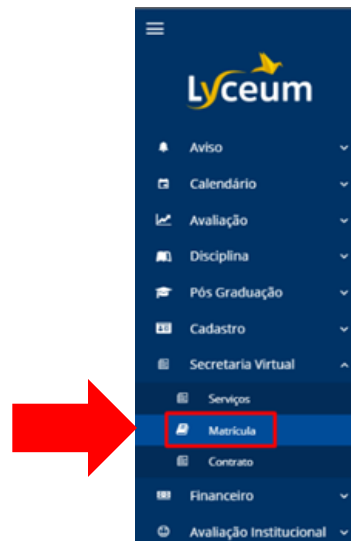 Lyceum
Aviso
Calendário
Avaliação
Disciplina
Pós Graduação
Cadastro
Secretaria Virtual
Serviços
Matrícula
Contrato
Financeiro
Avaliação Institucional